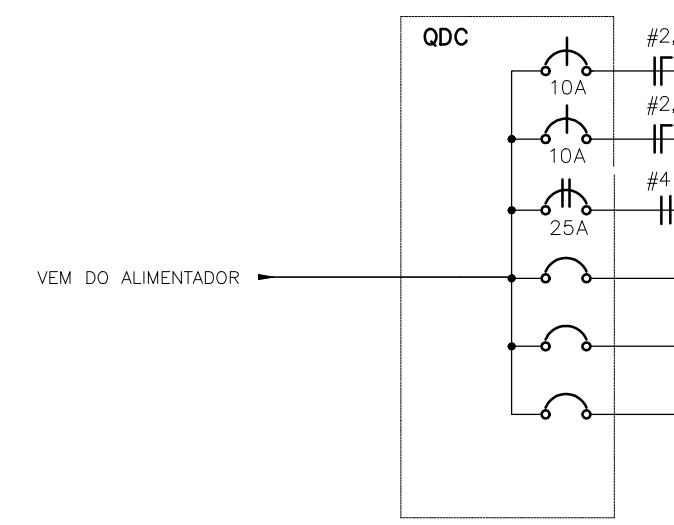 QDC
#2,
10A
#2,
10A
#4
25A
VEM DO ALIMENTADOR